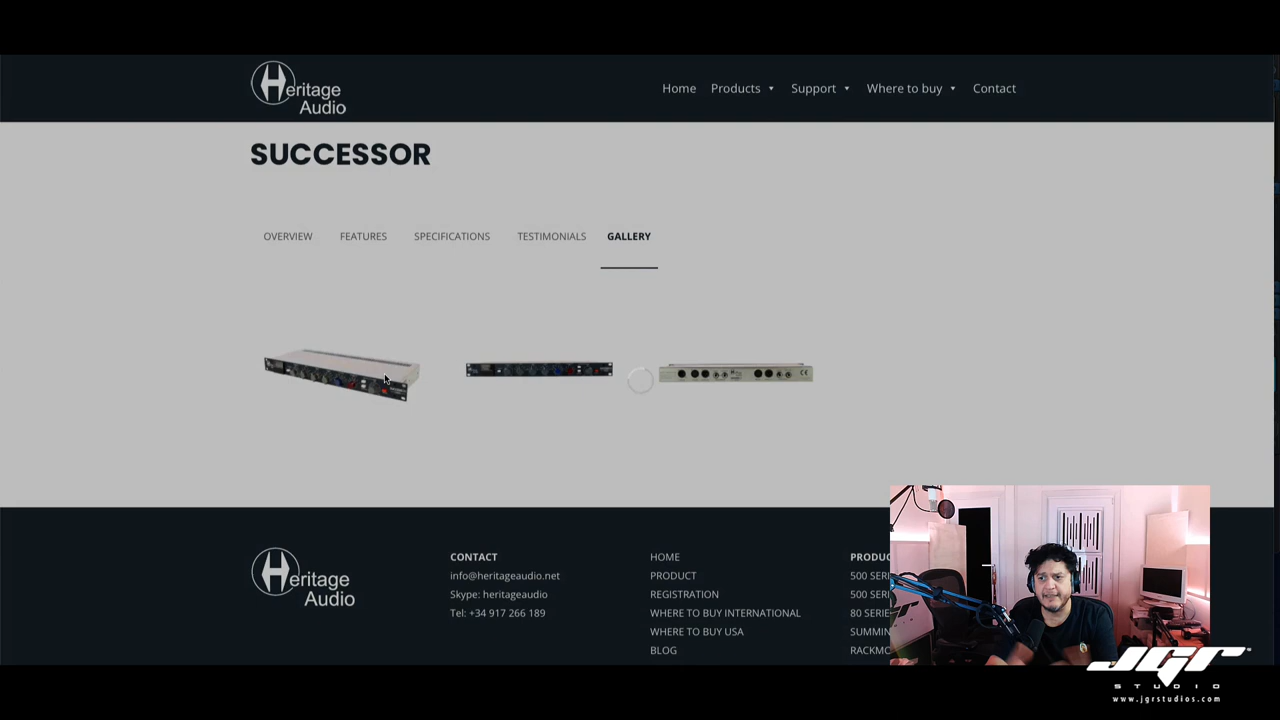 Heritage
Audio
Home
Products
Support
Where to buy
Contact
SUCCESSOR
OVERVIEW
FEATURES
SPECIFICATIONS
TESTIMONIALS
GALLERY
Heritage
Audio
CONTACT
info@heritageaudio.net
Skype: heritageaudio
Tel: +34 917 266 189
HOME
PRODUCT
REGISTRATION
WHERE TO BUY INTERNATIONAL
WHERE TO BUY USA
BLOG
PRODUC
500 SERI
500 SERI
80 SERIE
SUMMIN
RACKMO
JGR
STUDIO
www.jgrstudios.com